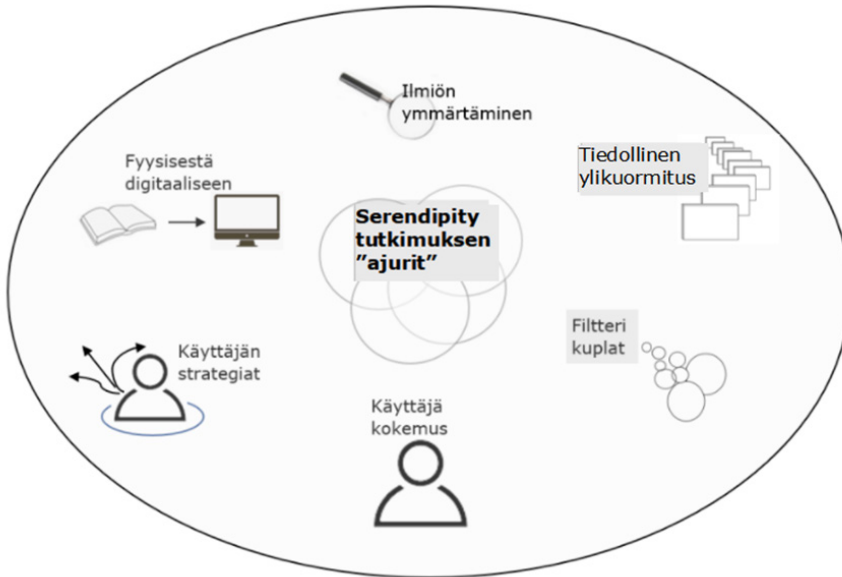 Ilmiön
ymmärtäminen
Tiedollinen
ylikuormitus
Fyysisestä
digitaaliseen
Serendipity
tutkimuksen
”ajurit”
Filtteri
kuplat
Käyttäjän
strategiat
Käyttäjä
kokemus